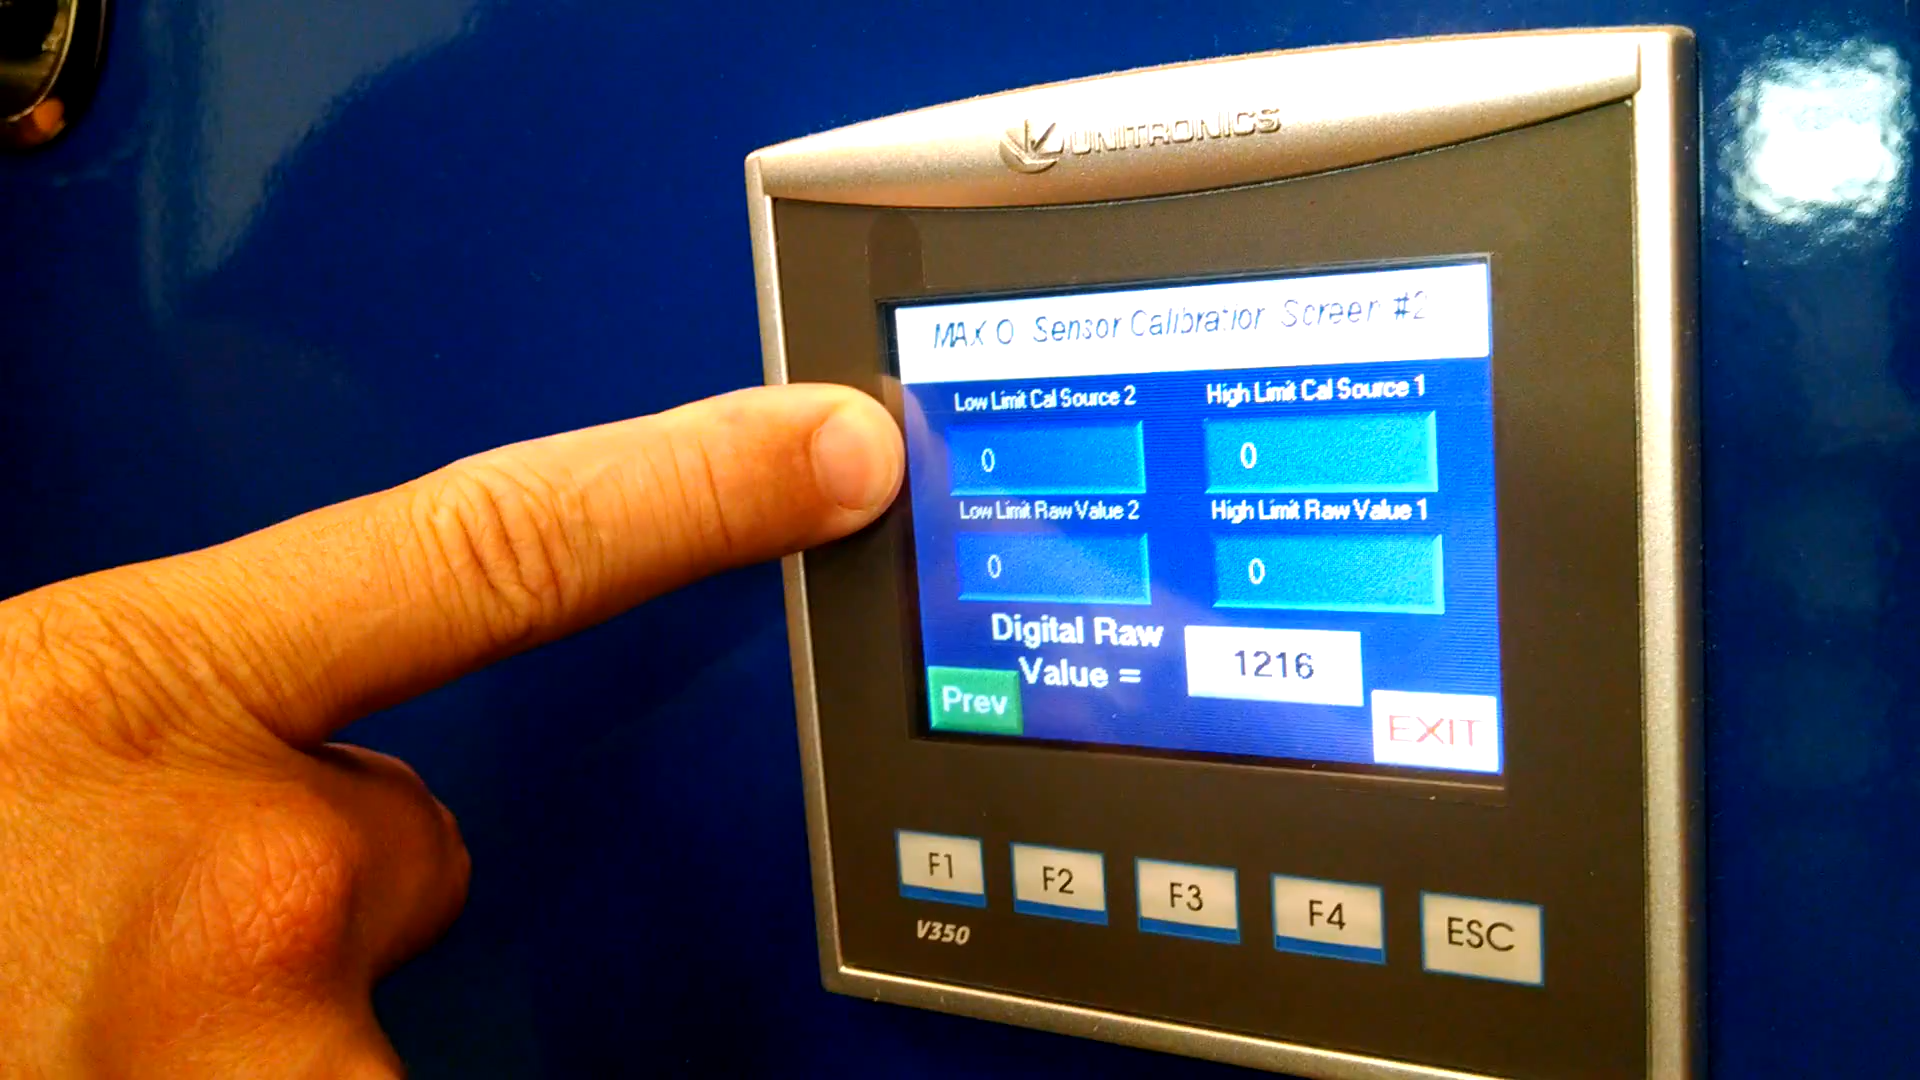 UNITRONICS
MAX O Sensor Calibration Screen #2
Low Limit Cal Source 2
High Limit Cal Source 1
0
0
Low Limit Raw Value 2
High Limit Raw Value 1
0
0
Digital Raw
Value =
1216
Prev
EXIT
F1
F2
F3
F4
ESC
V350